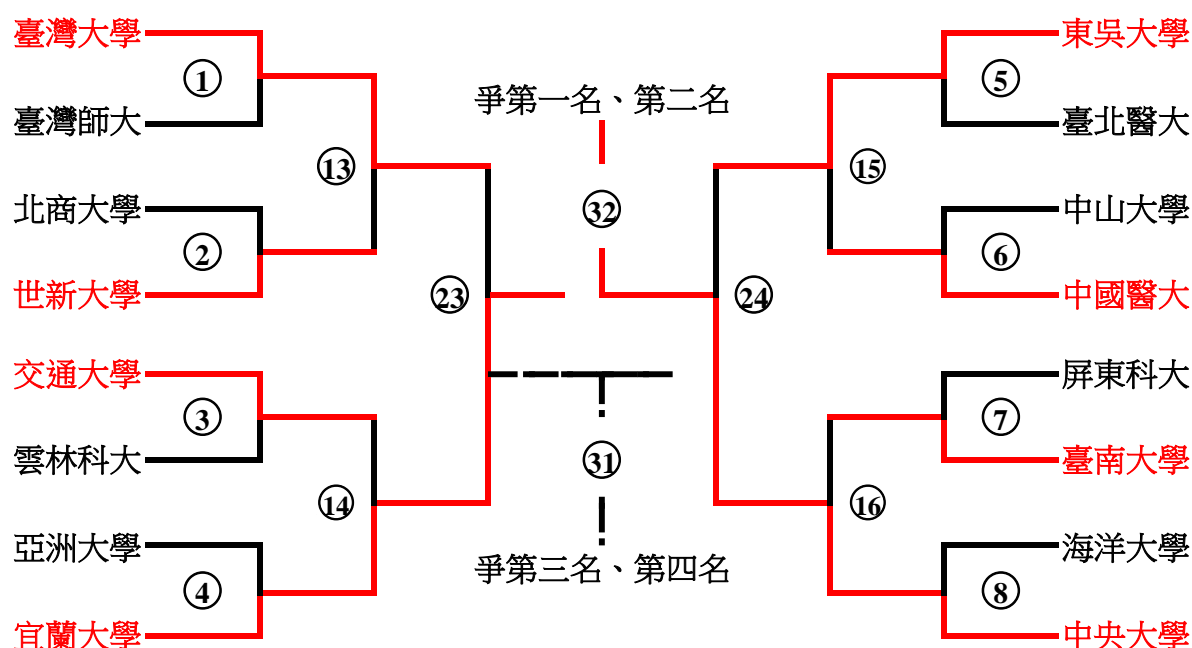 臺灣大學
①
臺灣師大
⑬
北商大學
②
世新大學
㉓
交通大學
③
雲林科大
⑭
亞洲大學
④
宜蘭大學
爭第一名、第二名
㉜
㉛
爭第三名、第四名
東吳大學
⑤
臺北醫大
⑮
中山大學
⑥
中國醫大
㉔
屏東科大
⑦
臺南大學
⑯
海洋大學
⑧
中央大學